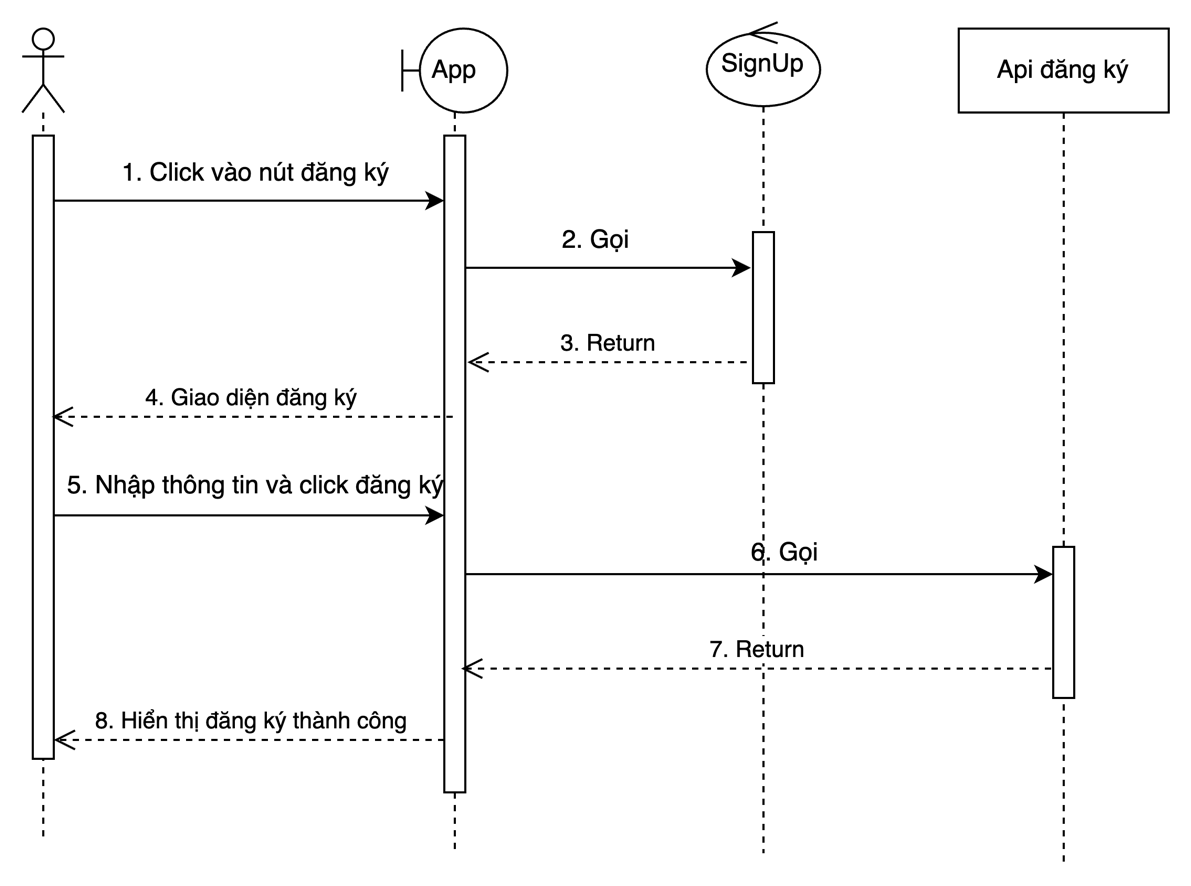 App
SignUp
Api đăng ký
1. Click vào nút đăng ký
2. Gọi
3. Return
4. Giao diện đăng ký
5. Nhập thông tin và click đăng ký
6. Gọi
7. Return
8. Hiển thị đăng ký thành công